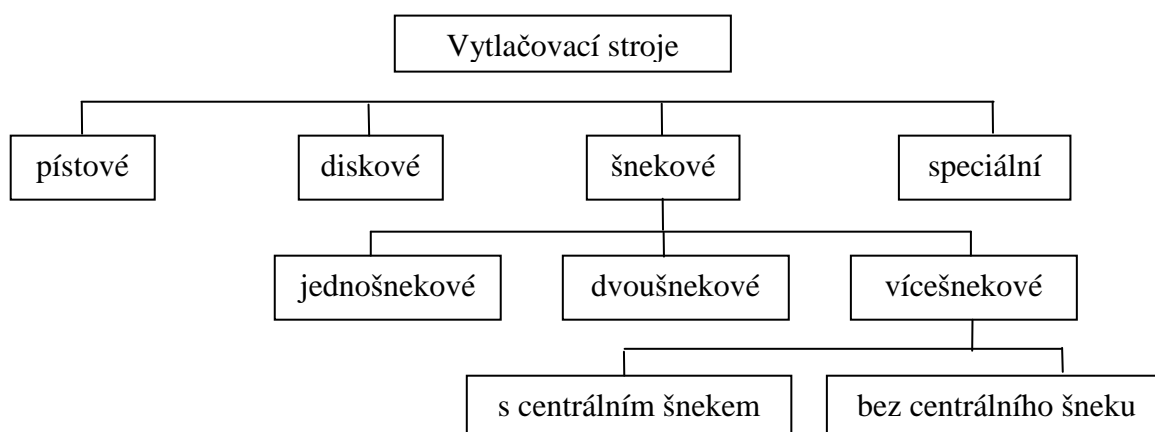 Vytlačovací stroje
pístové
diskové
šnekové
speciální
jednošnekové
dvoušnekové
vícešnekové
s centrálním šnekem
bez centrálního šneku